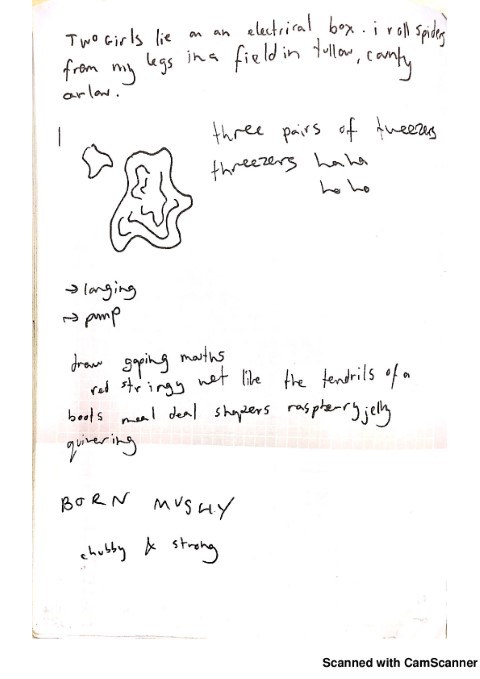 Two Girls lie on an electrical box. i roll spiders
from my legs in a field in tullow, county
arlow.
three pairs of tweezers
threezers haha
ho ho
→ longing
→ pump
draw gaping mouths
red stringy wet like the tendrils of a
boots meal deal shapers raspberry jelly
quivering
BORN MUSHY
chubby & strong
Scanned with CamScanner